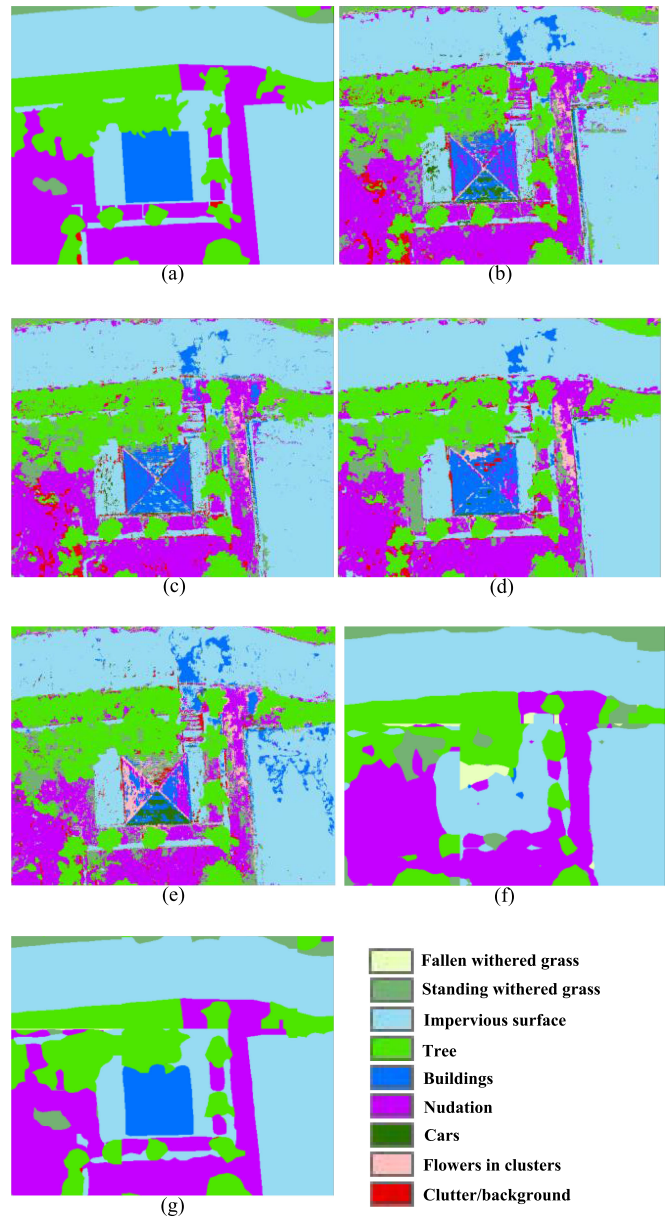 (a)
(b)
(c)
(d)
(e)
(f)
(g)
Fallen withered grass
Standing withered grass
Impervious surface
Tree
Buildings
Nudation
Cars
Flowers in clusters
Clutter/background